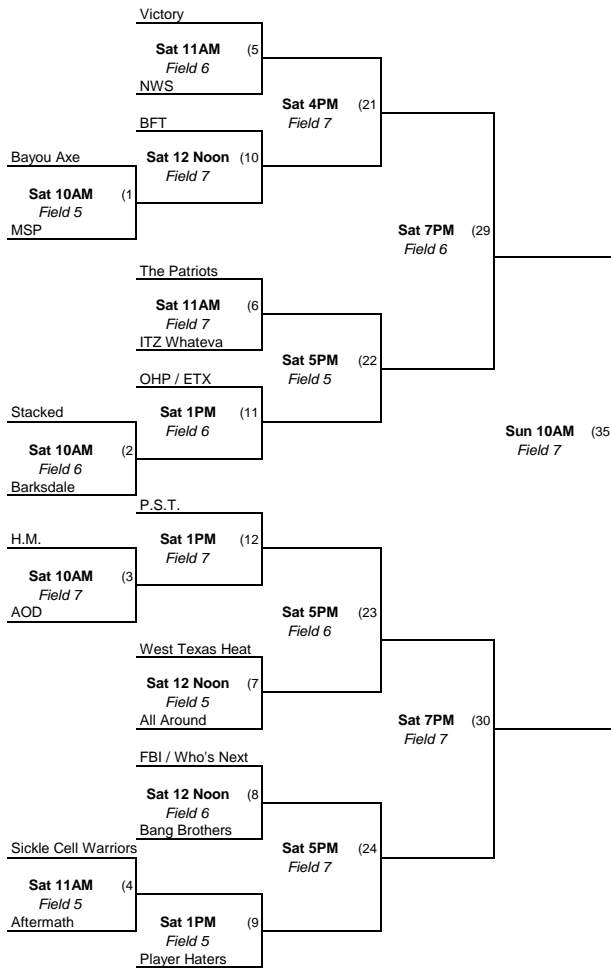 Victory
Sat 11AM (5
Field 6
NWS
Sat 4PM (21
Field 7
BFT
Bayou Axe
Sat 12 Noon (10
Field 7
Sat 10AM (1
Field 5
MSP
Sat 7PM (29
Field 6
The Patriots
Sat 11AM (6
Field 7
ITZ Whateva
Sat 5PM (22
Field 5
OHP / ETX
Stacked
Sat 1PM (11
Field 6
Sat 10AM (2
Field 6
Barksdale
Sun 10AM (35
Field 7
P.S.T.
H.M.
Sat 1PM (12
Field 7
Sat 10AM (3
Field 7
AOD
Sat 5PM (23
Field 6
West Texas Heat
Sat 12 Noon (7
Field 5
All Around
Sat 7PM (30
Field 7
FBI / Who's Next
Sat 12 Noon (8
Field 6
Bang Brothers
Sickle Cell Warriors
Sat 5PM (24
Field 7
Sat 11AM (4
Field 5
Aftermath
Sat 1PM (9
Field 5
Player Haters